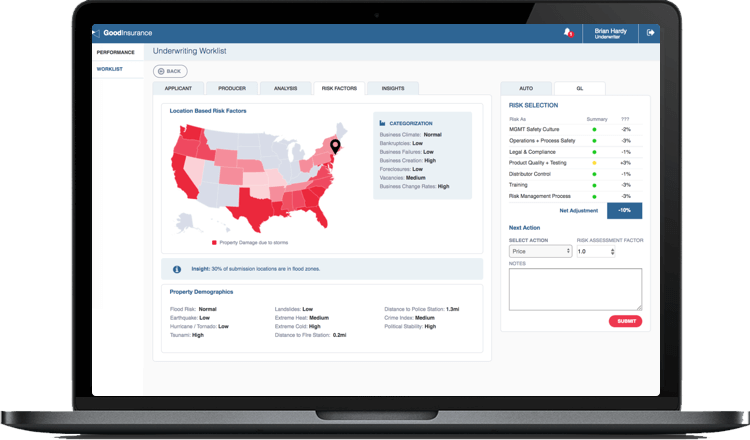 GoodInsurance
Brian Hardy
Underwriter
PERFORMANCE
WORKLIST
Underwriting Worklist
BACK
APPLICANT
PRODUCER
ANALYSIS
RISK FACTORS
INSIGHTS
Location Based Risk Factors
CATEGORIZATION
Business Climate: Normal
Bankruptcies: Low
Business Failures: Low
Business Creation: High
Foreclosures: Low
Vacancies: Medium
Business Change Rates: High
Property Damage due to storms
Insight: 30% of submission locations are in flood zones.
Property Demographics
Flood Risk: Normal
Earthquake: Low
Hurricane / Tornado: Low
Tsunami: High
Landslides: Low
Extreme Heat: Medium
Extreme Cold: High
Distance to Fire Station: 0.2mi
Distance to Police Station: 1.3mi
Crime Index: Medium
Political Stability: High
AUTO
GL
RISK SELECTION
Risk As Summary ???
MGMT Safety Culture -2%
Operations + Process Safety -3%
Legal & Compliance -1%
Product Quality + Testing +3%
Distributor Control -1%
Training -3%
Risk Management Process -3%
Net Adjustment -10%
Next Action
SELECT ACTION
Price
RISK ASSESSMENT FACTOR
1.0
NOTES
SUBMIT